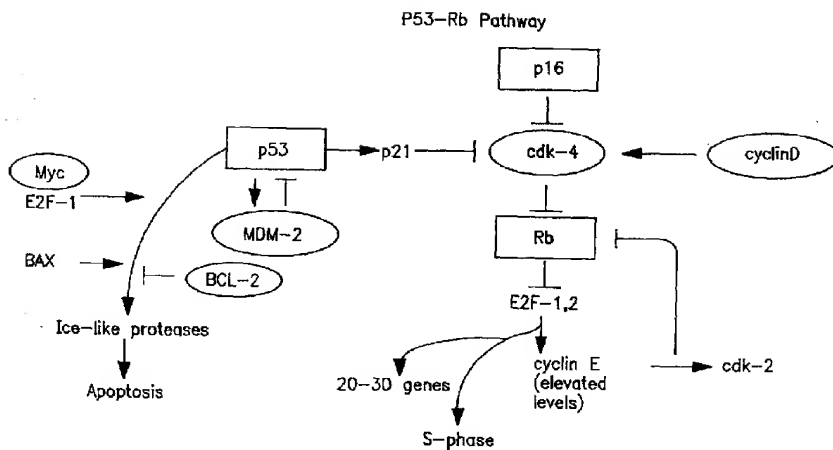 P53-Rb Pathway
p16
p53
p21
cdk-4
cyclinD
Myc
E2F-1
MDM-2
Rb
BAX
BCL-2
E2F-1,2
Ice-like proteases
Apoptosis
20-30 genes
cyclin E
(elevated
levels)
cdk-2
S-phase